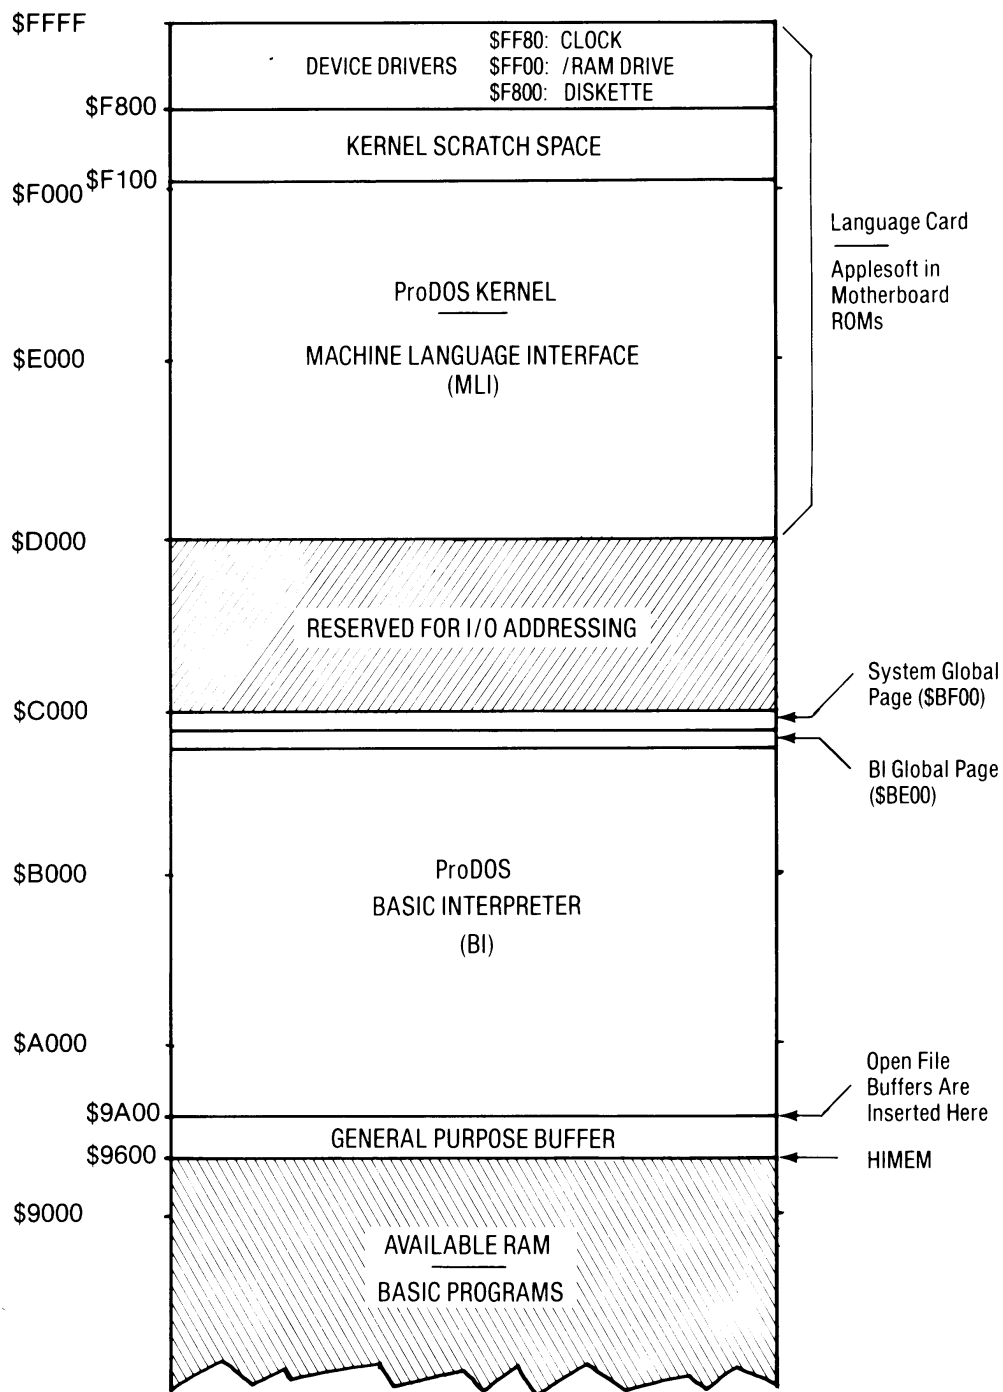 $FFFF
DEVICE DRIVERS
$FF80: CLOCK
$FF00: /RAM DRIVE
$F800: DISKETTE
$F800
KERNEL SCRATCH SPACE
$F100
$F000
ProDOS KERNEL
MACHINE LANGUAGE INTERFACE
(MLI)
$E000
Language Card
Applesoft in
Motherboard
ROMs
$D000
RESERVED FOR I/O ADDRESSING
$C000
System Global
Page ($BF00)
BI Global Page
($BE00)
$B000
ProDOS
BASIC INTERPRETER
(BI)
$A000
Open File
Buffers Are
Inserted Here
$9A00
GENERAL PURPOSE BUFFER
$9600
HIMEM
$9000
AVAILABLE RAM
BASIC PROGRAMS